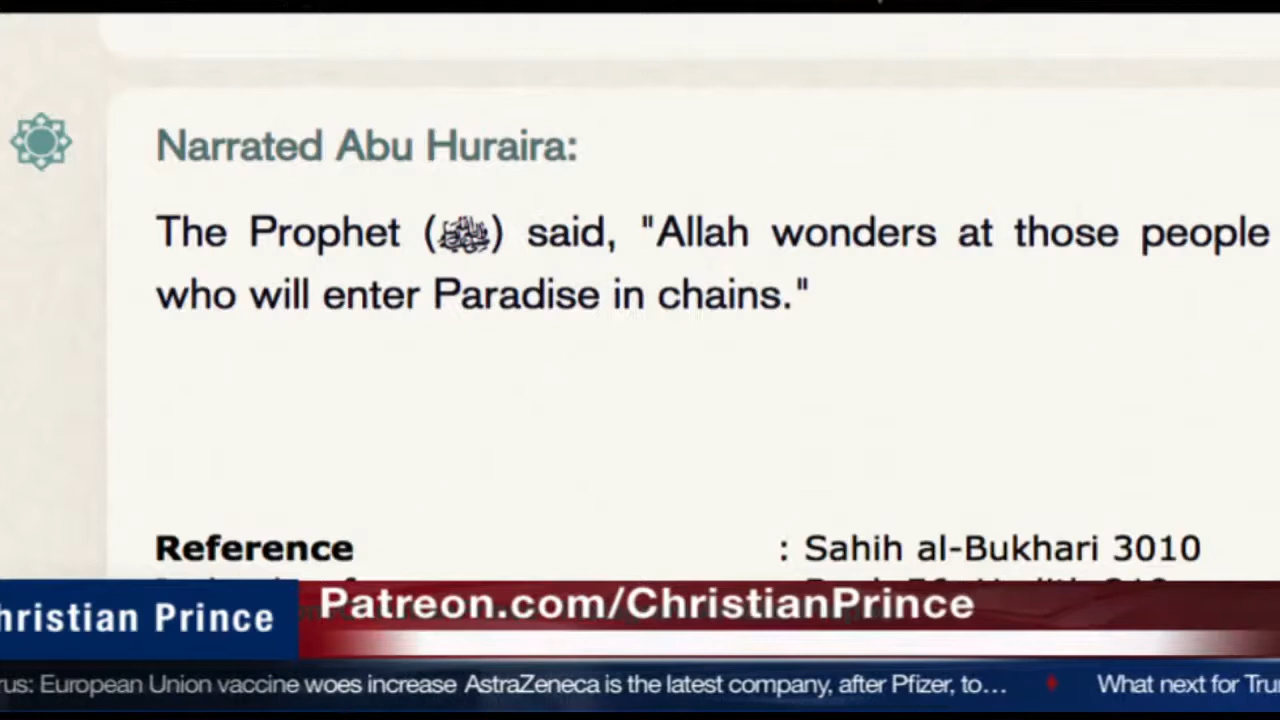 Narrated Abu Huraira:
The Prophet (ﷺ) said, "Allah wonders at those people
who will enter Paradise in chains."
Reference : Sahih al-Bukhari 3010
hristian Prince
Patreon.com/ChristianPrince
rus: European Union vaccine woes increase AstraZeneca is the latest company, after Pfizer, to… What next for Tru